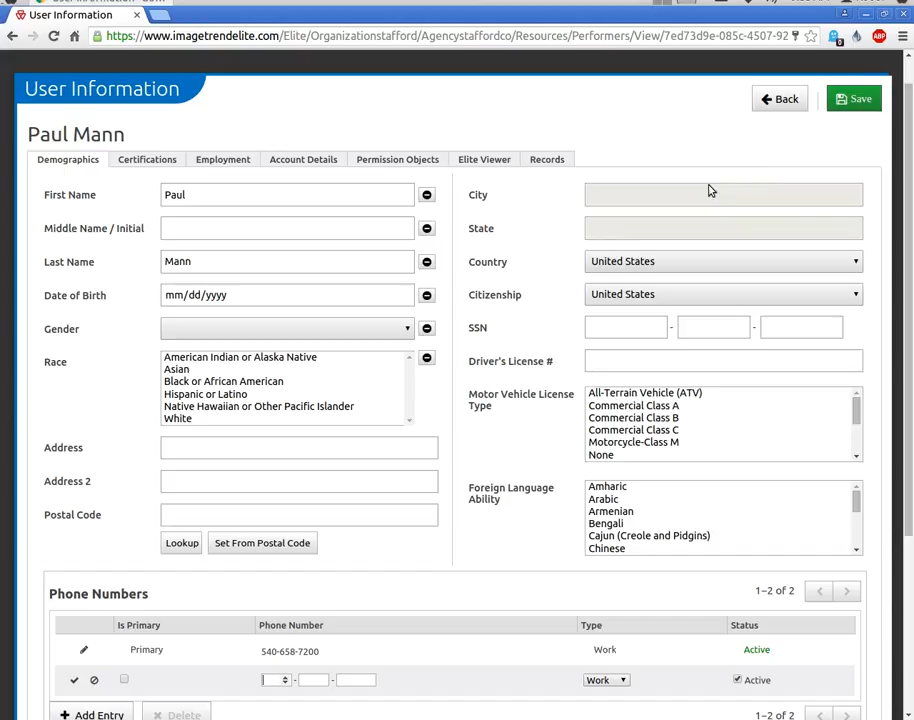 User Information
https://www.imagetrendelite.com/Elite/Organizationstafford/Agencystaffordco/Resources/Performers/View/7ed73d9e-085c-4507-92
ABP
User Information
Back
Save
Paul Mann
Demographics Certifications Employment Account Details Permission Objects Elite Viewer Records
First Name Paul
City
Middle Name / Initial
State
Last Name Mann
Country United States
Date of Birth mm/dd/yyyy
Citizenship United States
Gender
SSN - -
Race
American Indian or Alaska Native
Asian
Black or African American
Hispanic or Latino
Native Hawaiian or Other Pacific Islander
White
Driver's License #
Motor Vehicle License
Type
All-Terrain Vehicle (ATV)
Commercial Class A
Commercial Class B
Commercial Class C
Motorcycle-Class M
None
Address
Address 2
Postal Code
Lookup Set From Postal Code
Foreign Language
Ability
Amharic
Arabic
Armenian
Bengali
Cajun (Creole and Pidgins)
Chinese
Phone Numbers
1–2 of 2
Is Primary Phone Number Type Status
Primary 540-658-7200 Work Active
- - Work Active
Add Entry Delete
1–2 of 2